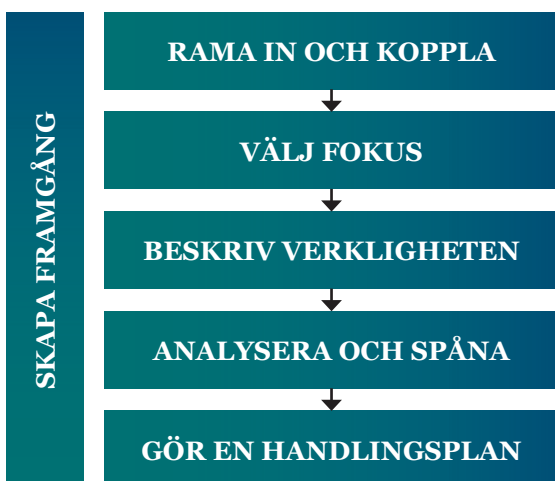 SKAPA FRAMGÅNG
RAMA IN OCH KOPPLA
VÄLJ FOKUS
BESKRIV VERKLIGHETEN
ANALYSERA OCH SPÅNA
GÖR EN HANDLINGSPLAN